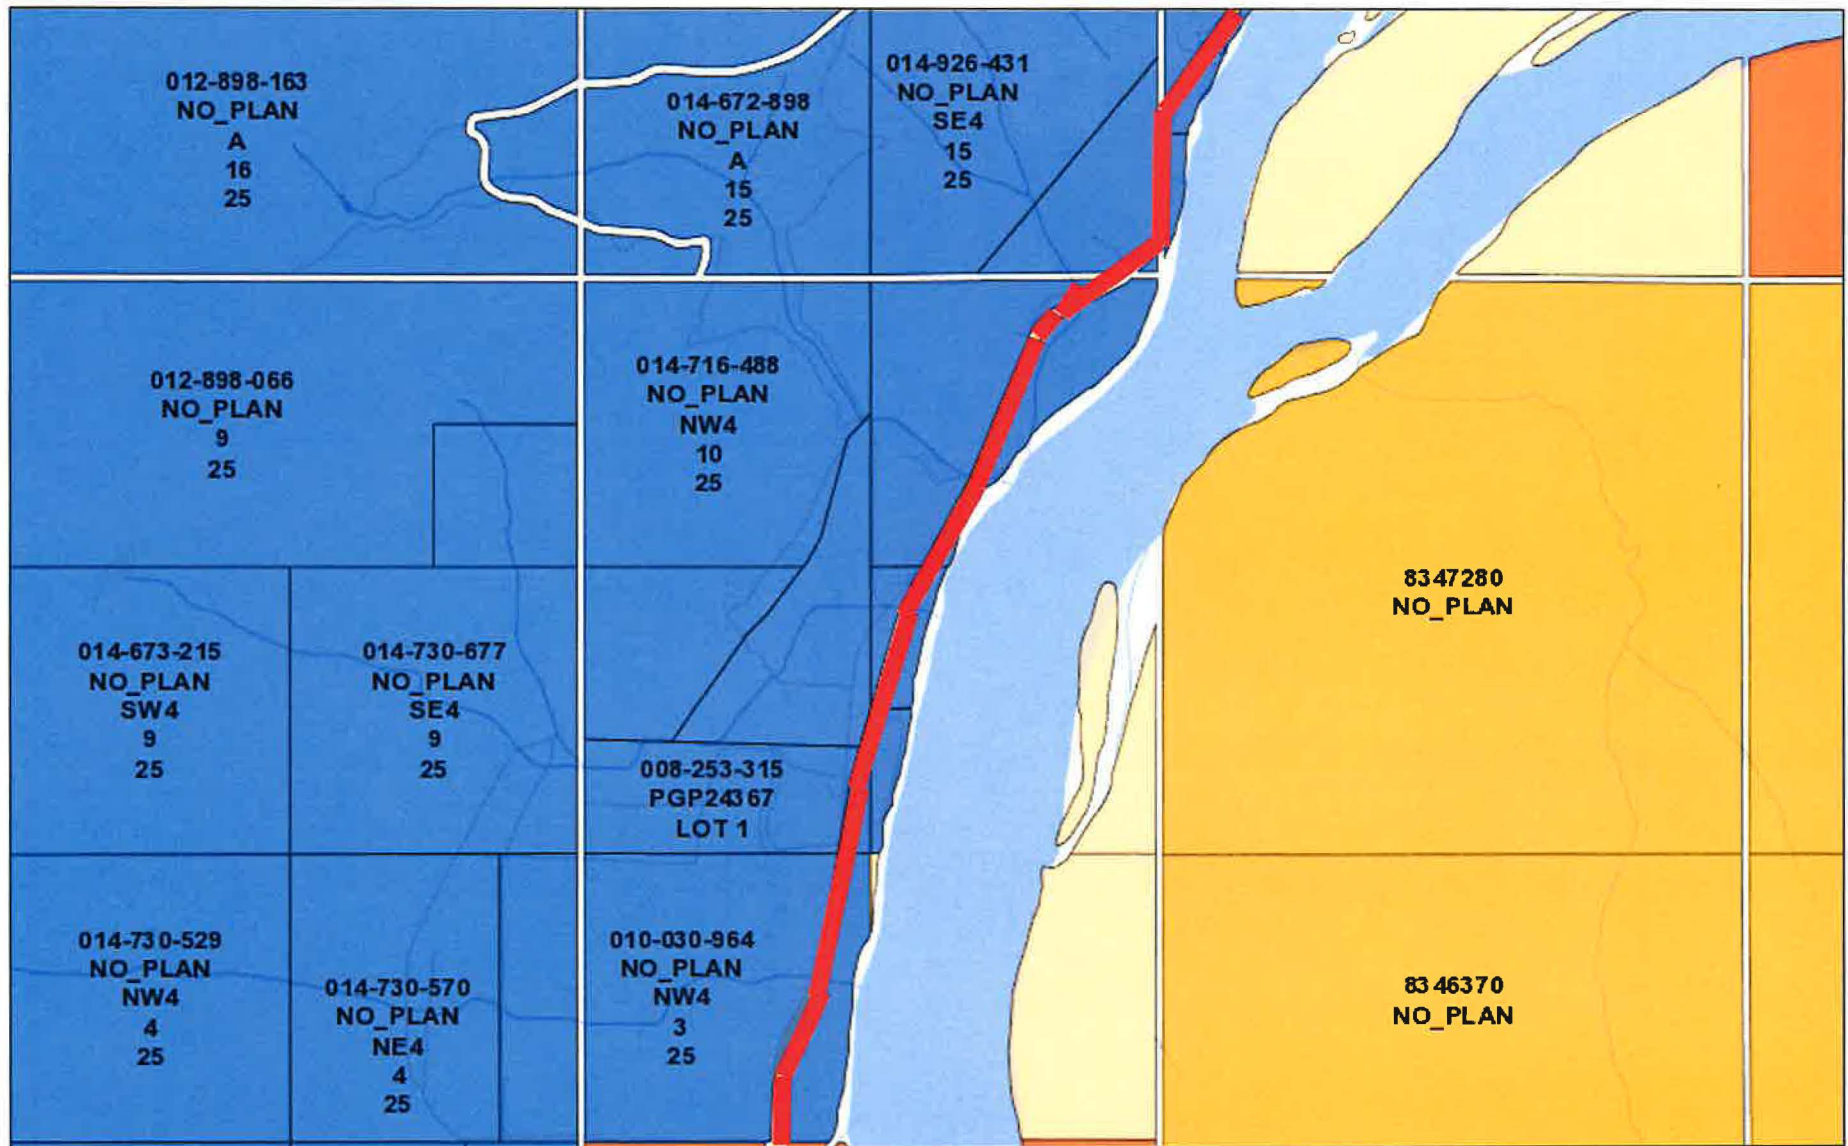 012-898-163
NO_PLAN
A
16
25
014-672-898
NO_PLAN
A
15
25
014-926-431
NO_PLAN
SE4
15
25
012-898-066
NO_PLAN
9
25
014-716-488
NO_PLAN
NW4
10
25
8347280
NO_PLAN
014-673-215
NO_PLAN
SW4
9
25
014-730-677
NO_PLAN
SE4
9
25
008-253-315
PGP24367
LOT 1
014-730-529
NO_PLAN
NW4
4
25
014-730-570
NO_PLAN
NE4
4
25
010-030-964
NO_PLAN
NW4
3
25
8346370
NO_PLAN